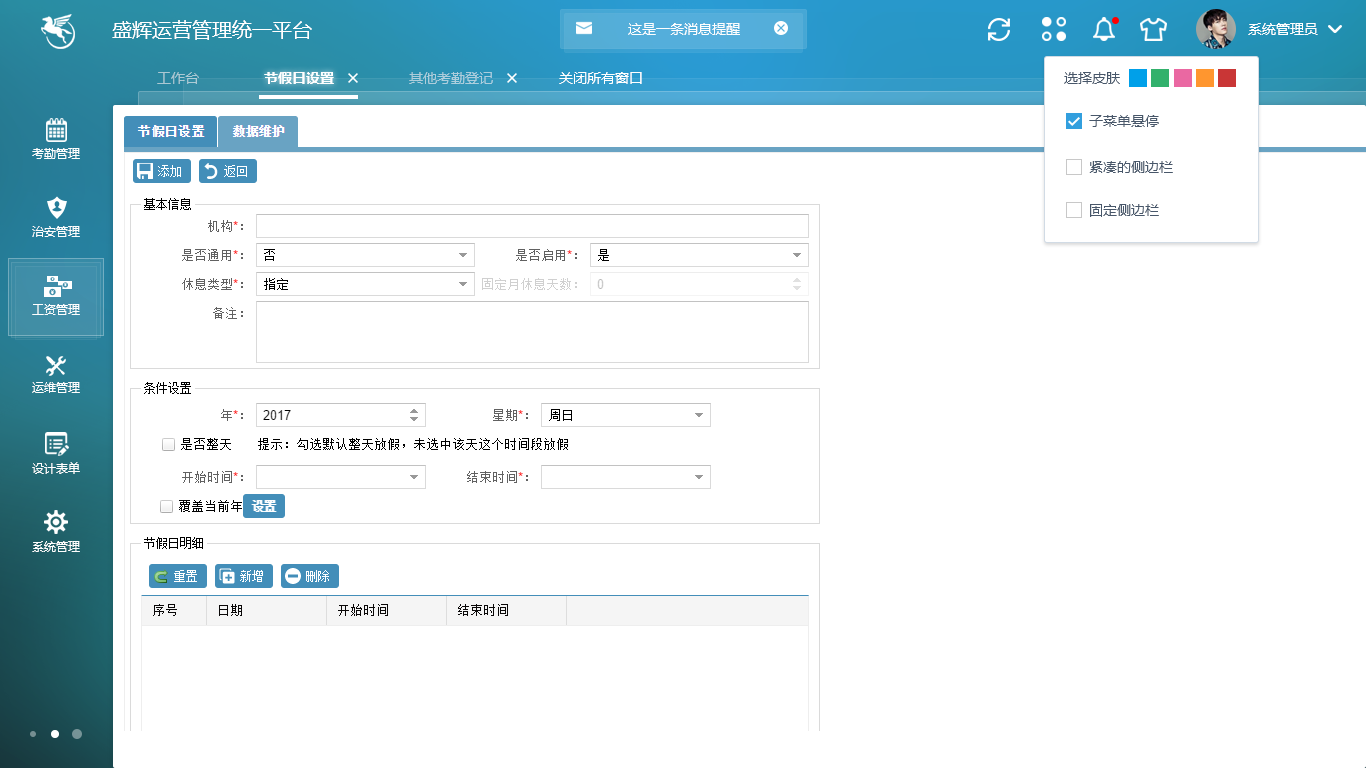 盛辉运营管理统一平台
这是一条消息提醒
系统管理员
工作台
节假日设置
其他考勤登记
关闭所有窗口
选择皮肤
子菜单悬停
紧凑的侧边栏
固定侧边栏
考勤管理
治安管理
工资管理
运维管理
设计表单
系统管理
节假日设置 数据维护
添加 返回
基本信息
机构*：
是否通用*： 否 是否启用*： 是
休息类型*： 指定 固定月休息天数： 0
备注：
条件设置
年*： 2017 星期*： 周日
是否整天 提示：勾选默认整天放假，未选中该天这个时间段放假
开始时间*： 结束时间*：
覆盖当前年 设置
节假日明细
重置 新增 删除
序号 日期 开始时间 结束时间